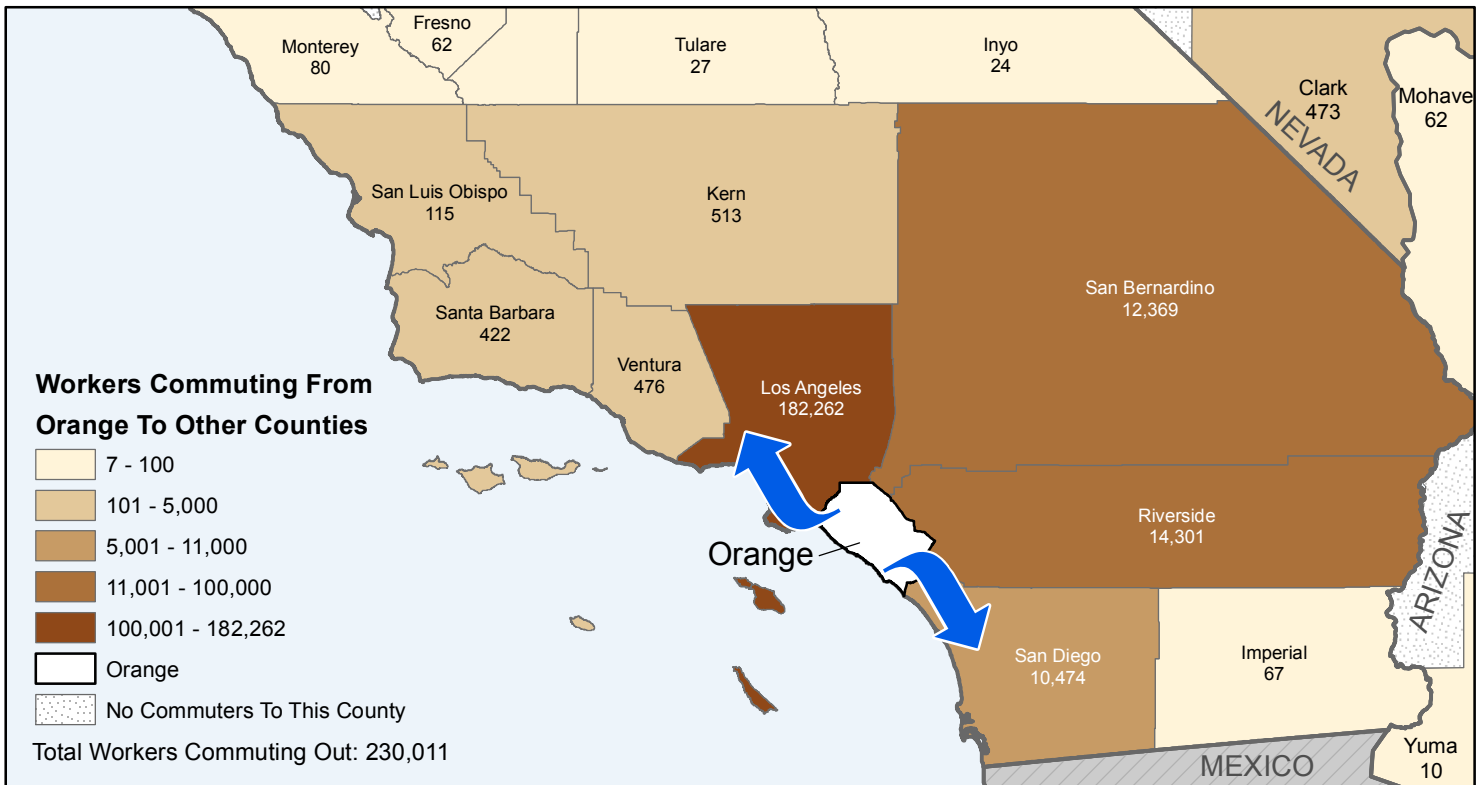 Fresno
62
Monterey
80
Tulare
27
Inyo
24
Clark
473
Mohave
62
NEVADA
San Luis Obispo
115
Kern
513
San Bernardino
12,369
Santa Barbara
422
Ventura
476
Los Angeles
182,262
Workers Commuting From
Orange To Other Counties
7 - 100
101 - 5,000
5,001 - 11,000
11,001 - 100,000
100,001 - 182,262
Orange
No Commuters To This County
Total Workers Commuting Out: 230,011
Orange
Riverside
14,301
ARIZONA
San Diego
10,474
Imperial
67
MEXICO
Yuma
10